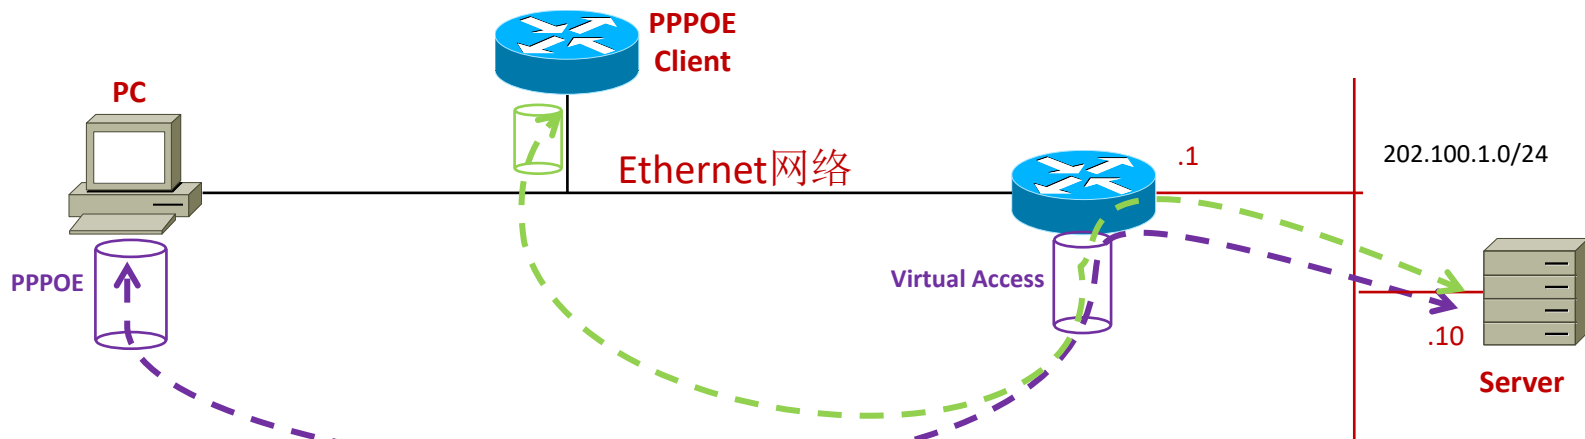 PPPOE
Client
PC
Ethernet网络
.1
202.100.1.0/24
PPPOE
Virtual Access
.10
Server